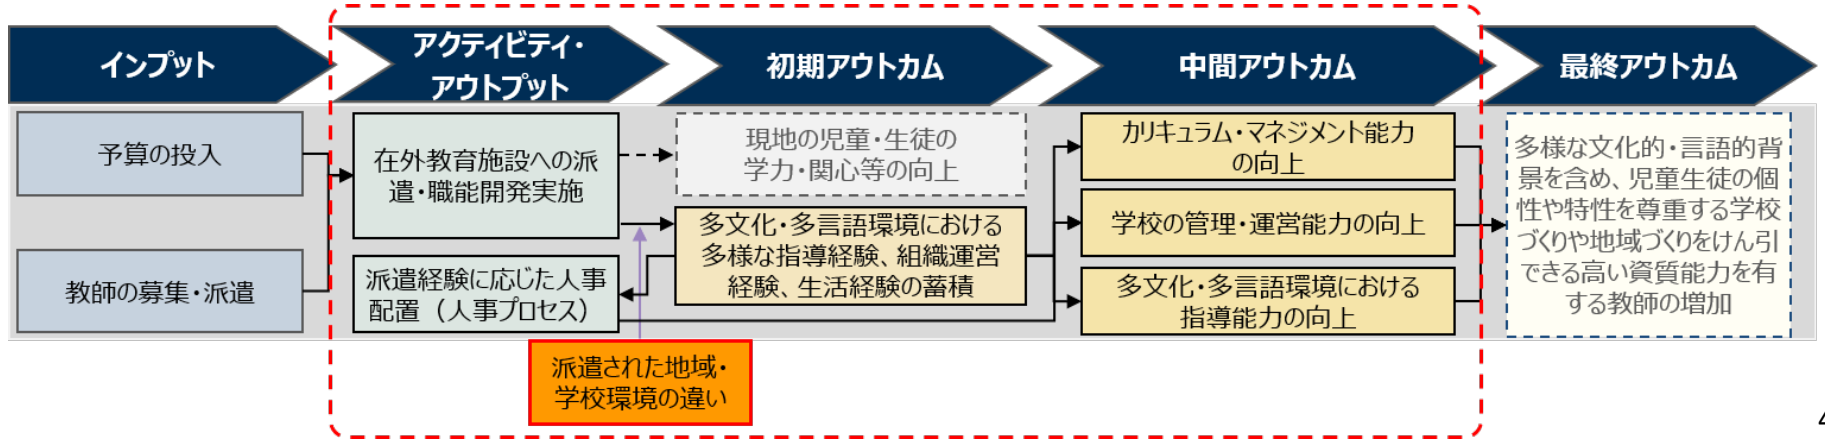 インプット
アクティビティ・
アウトプット
初期アウトカム
中間アウトカム
最終アウトカム
予算の投入
教師の募集・派遣
在外教育施設への派
遣・職能開発実施
派遣経験に応じた人事
配置（人事プロセス）
現地の児童・生徒の
学力・関心等の向上
多文化・多言語環境における
多様な指導経験、組織運営
経験、生活経験の蓄積
カリキュラム・マネジメント能力
の向上
学校の管理・運営能力の向上
多文化・多言語環境における
指導能力の向上
多様な文化的・言語的背
景を含め、児童生徒の個
性や特性を尊重する学校
づくりや地域づくりをけん引
できる高い資質能力を有
する教師の増加
派遣された地域・
学校環境の違い